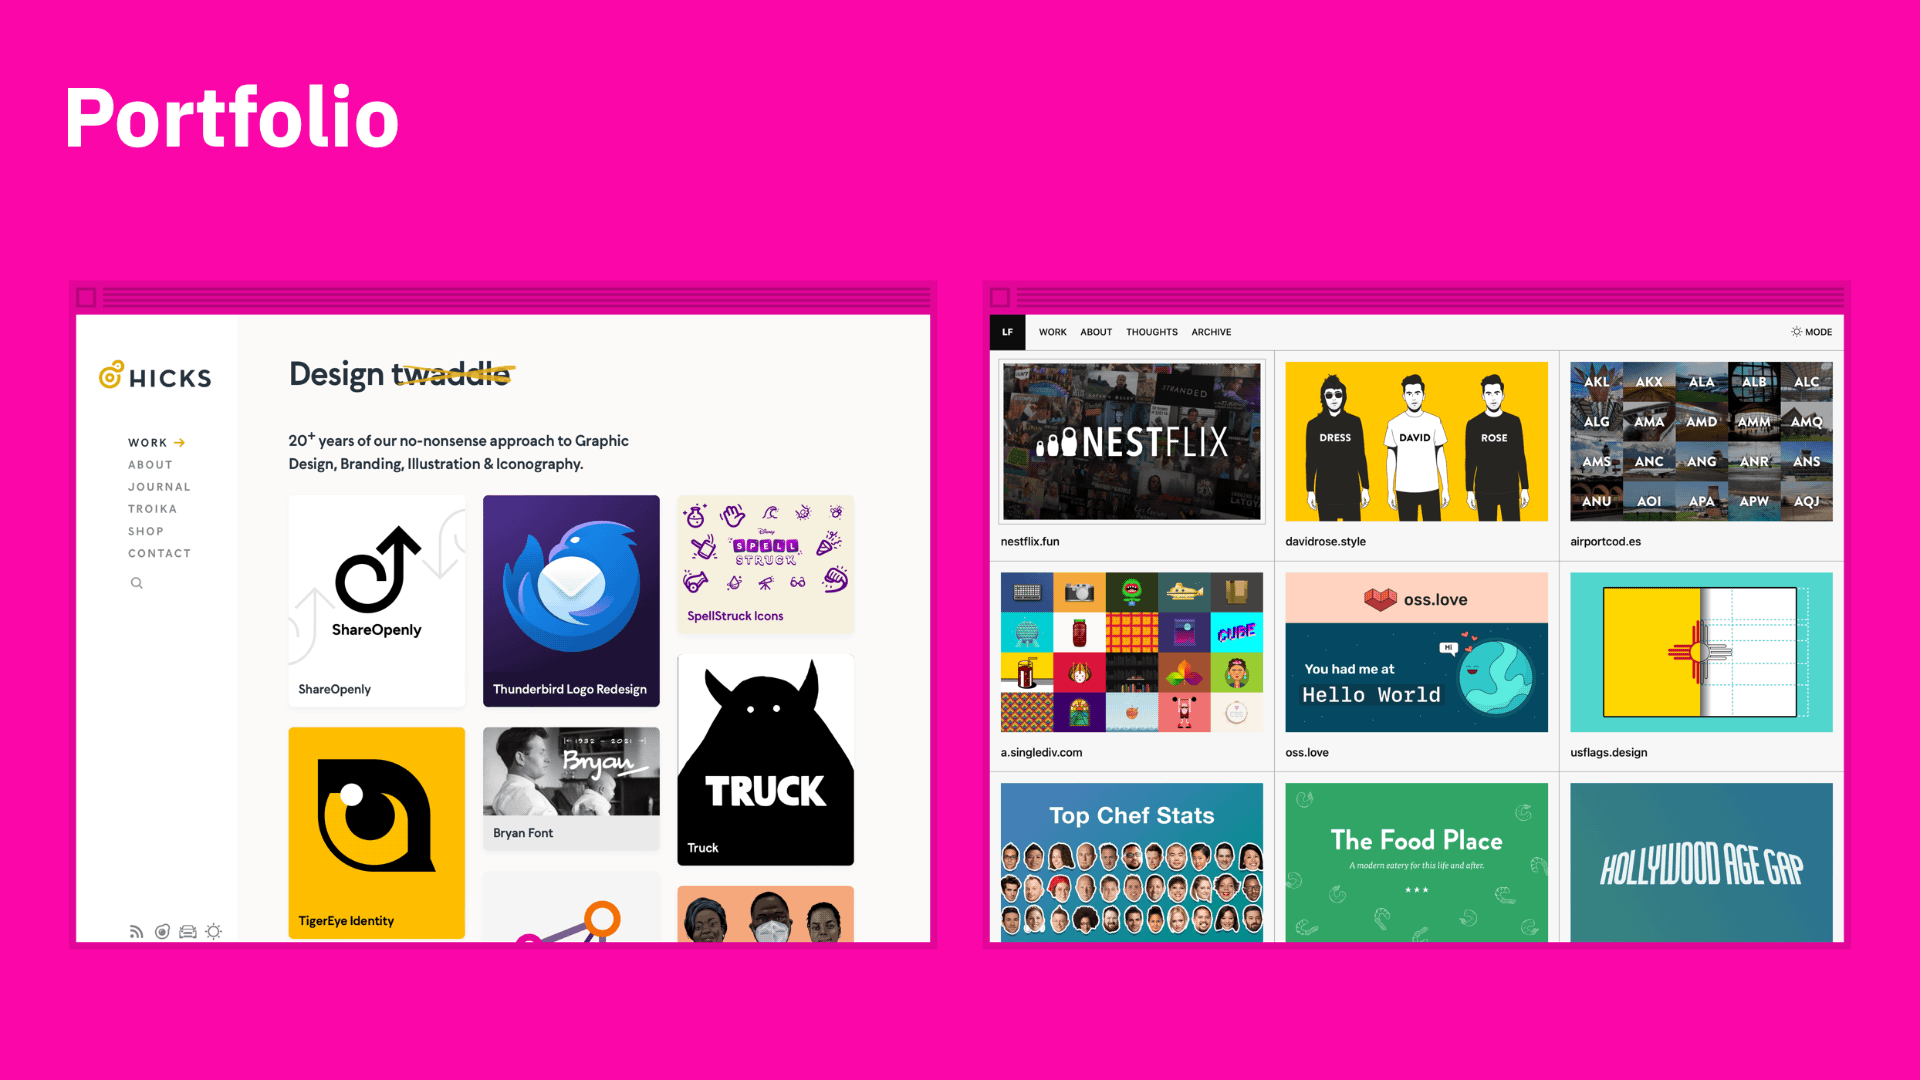 Portfolio
HICKS
WORK
ABOUT
JOURNAL
TROIKA
SHOP
CONTACT
Design twaddle
20+ years of our no-nonsense approach to Graphic
Design, Branding, Illustration & Iconography.
ShareOpenly
ShareOpenly
Thunderbird Logo Redesign
Disney
SPELL
STRUCK
SpellStruck Icons
TigerEye Identity
1932 – 2021
Bryan
Bryan Font
TRUCK
Truck
LF
WORK
ABOUT
THOUGHTS
ARCHIVE
MODE
STRANDED
NESTFLIX
nestflix.fun
DRESS
DAVID
ROSE
davidrose.style
AKL AKX ALA ALB ALC
ALG AMA AMD AMM AMQ
AMS ANC ANG ANR ANS
ANU AOI APA APW AQJ
airportcod.es
CUBE
a.singlediv.com
oss.love
Hi
You had me at
Hello World
oss.love
usflags.design
Top Chef Stats
The Food Place
A modern eatery for this life and after.
HOLLYWOOD AGE GAP